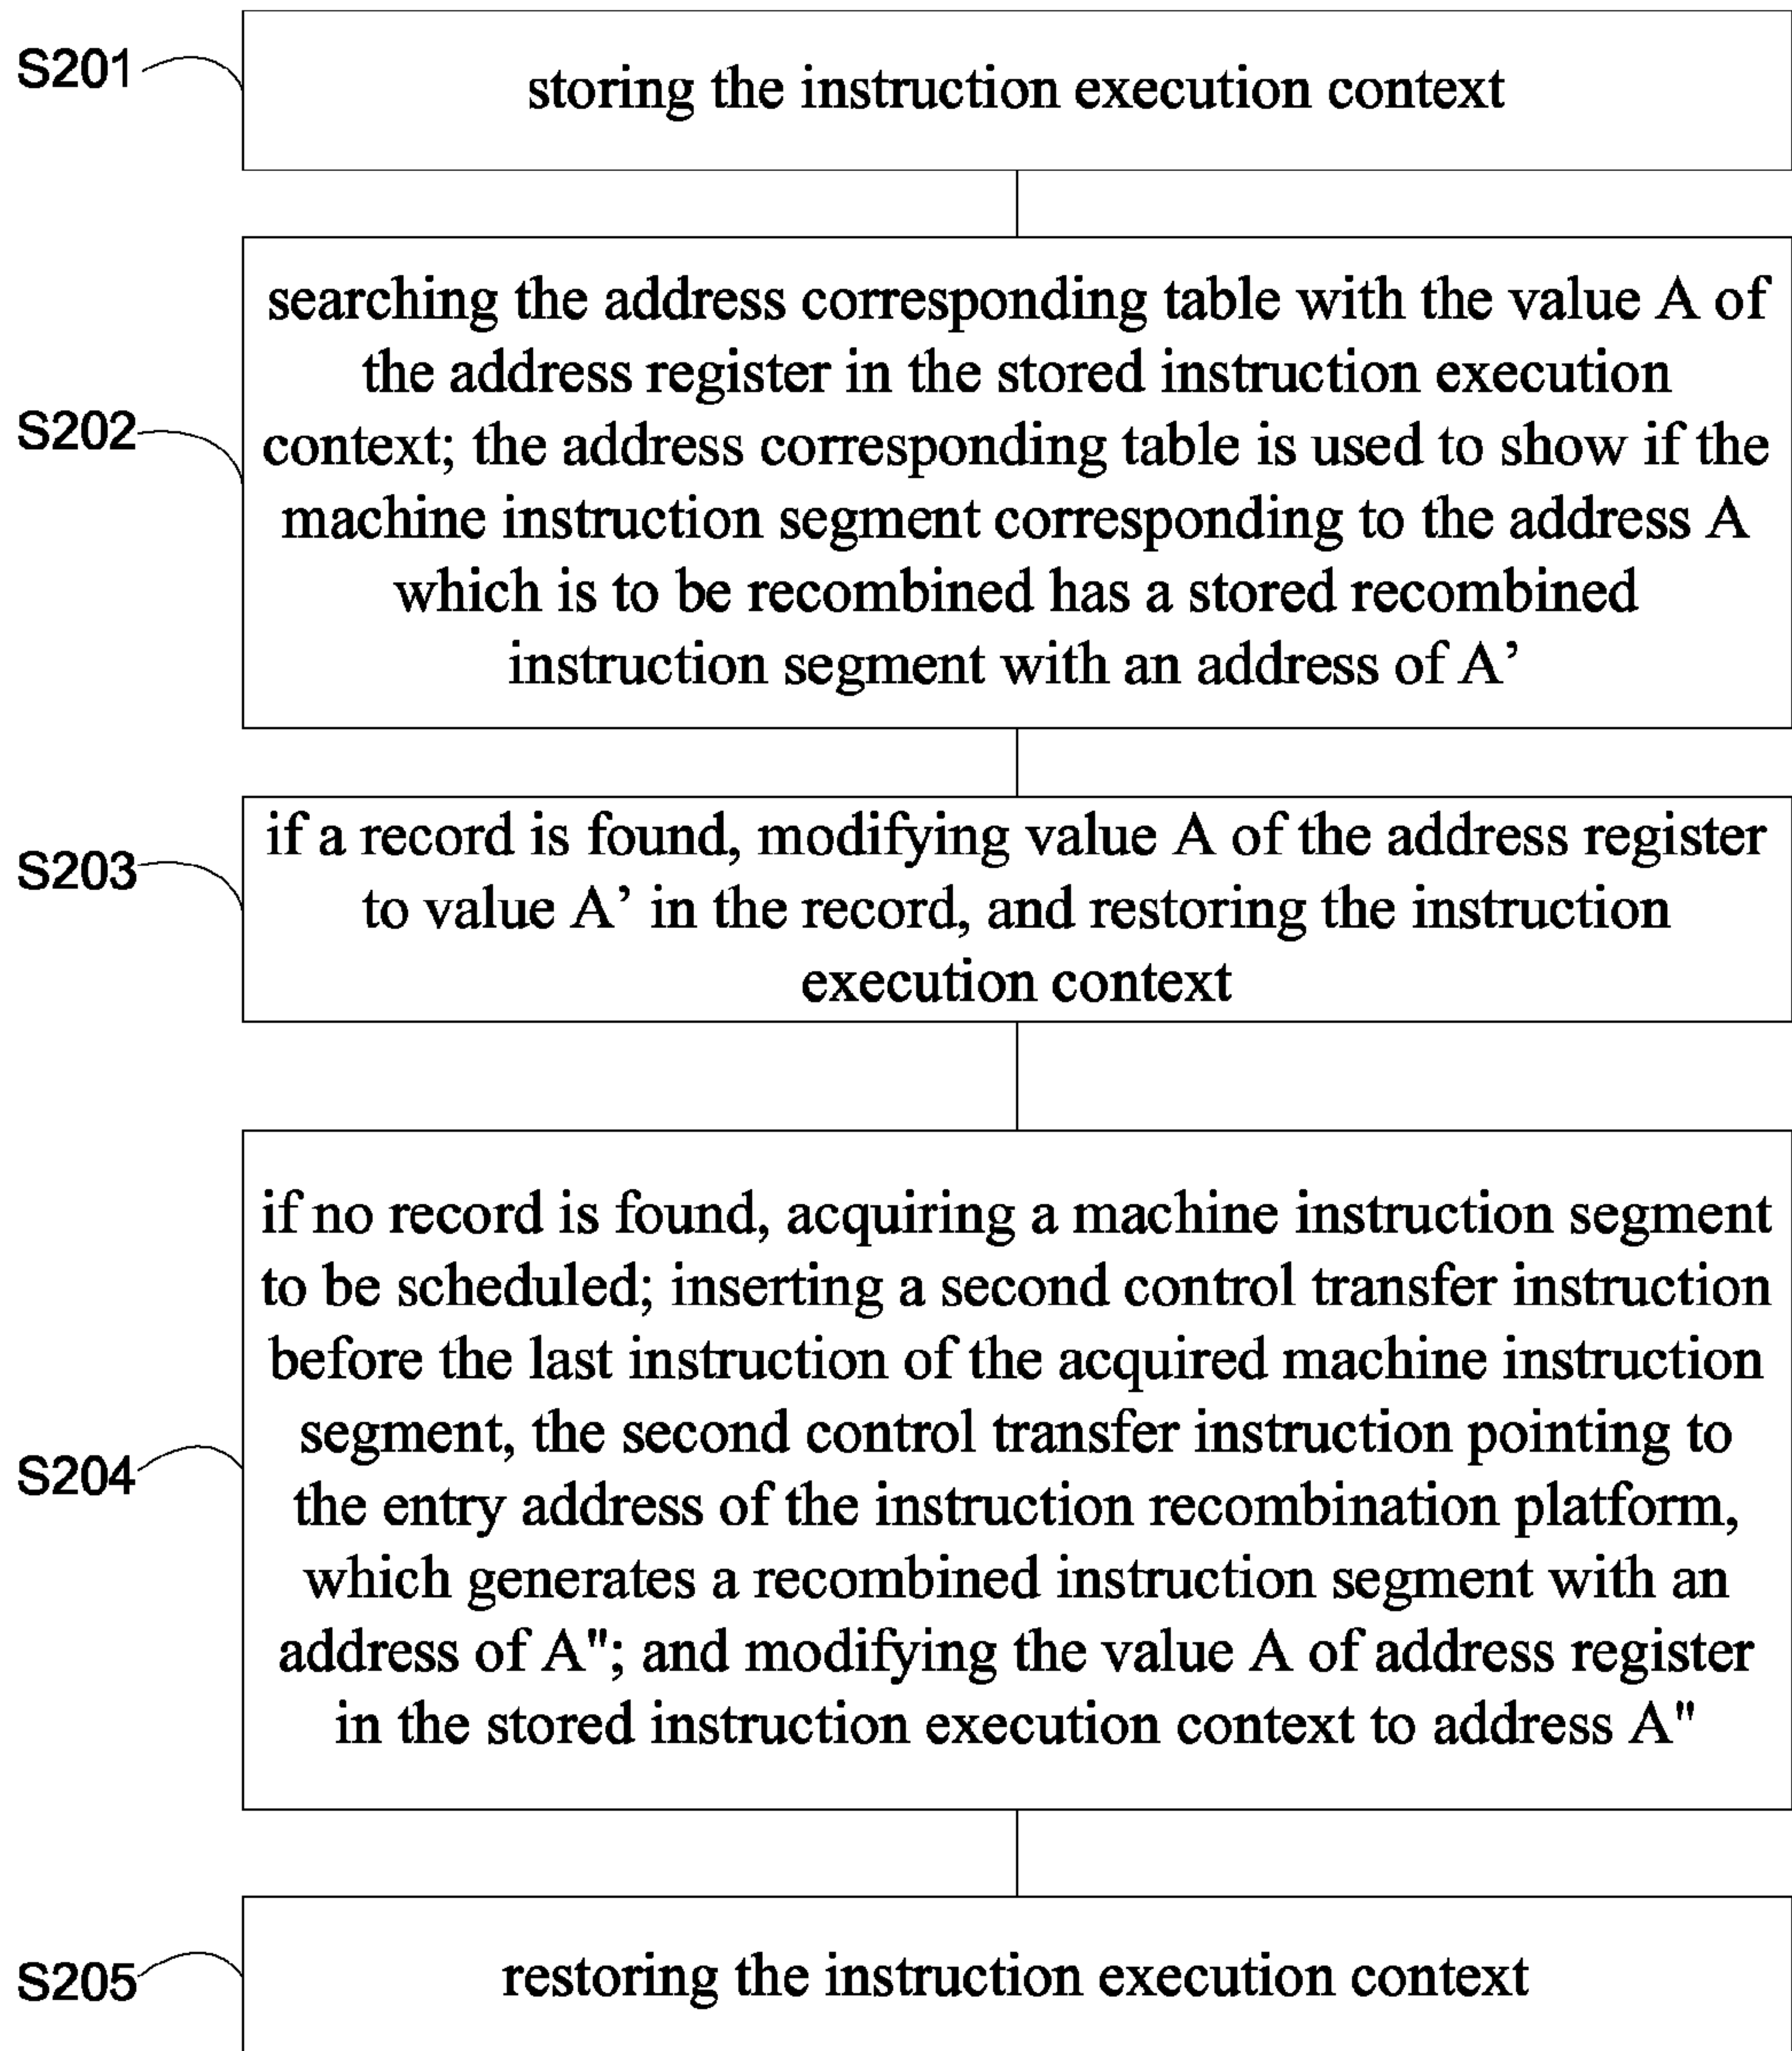 S201
storing the instruction execution context
S202
searching the address corresponding table with the value A of
the address register in the stored instruction execution
context; the address corresponding table is used to show if the
machine instruction segment corresponding to the address A
which is to be recombined has a stored recombined
instruction segment with an address of A’
S203
if a record is found, modifying value A of the address register
to value A’ in the record, and restoring the instruction
execution context
S204
if no record is found, acquiring a machine instruction segment
to be scheduled; inserting a second control transfer instruction
before the last instruction of the acquired machine instruction
segment, the second control transfer instruction pointing to
the entry address of the instruction recombination platform,
which generates a recombined instruction segment with an
address of A"; and modifying the value A of address register
in the stored instruction execution context to address A"
S205
restoring the instruction execution context